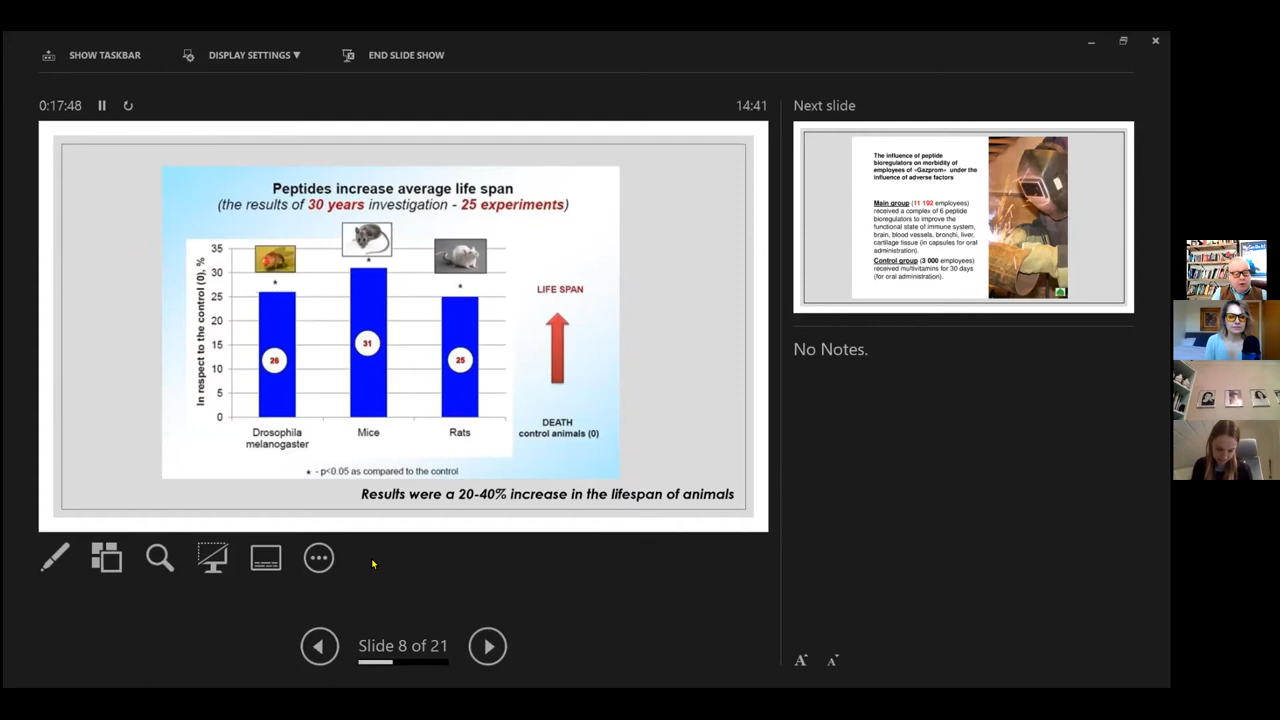 SHOW TASKBAR
DISPLAY SETTINGS ▼
END SLIDE SHOW
0:17:48
14:41
Peptides increase average life span
(the results of 30 years investigation - 25 experiments)
In respect to the control (0), %
35
30
25
20
15
10
5
0
*
*
*
26
31
25
Drosophila
melanogaster
Mice
Rats
LIFE SPAN
DEATH
control animals (0)
* - p<0.05 as compared to the control
Results were a 20-40% increase in the lifespan of animals
Slide 8 of 21
Next slide
The influence of peptide
bioregulators on morbidity of
employees of «Gazprom» under the
influence of adverse factors
Main group (11 192 employees)
received a complex of 6 peptide
bioregulators to improve the
functional state of immune system,
brain, blood vessels, bronchi, liver,
cartilage tissue (in capsules for oral
administration).
Control group (3 000 employees)
received multivitamins for 30 days
(for oral administration).
No Notes.
A
A